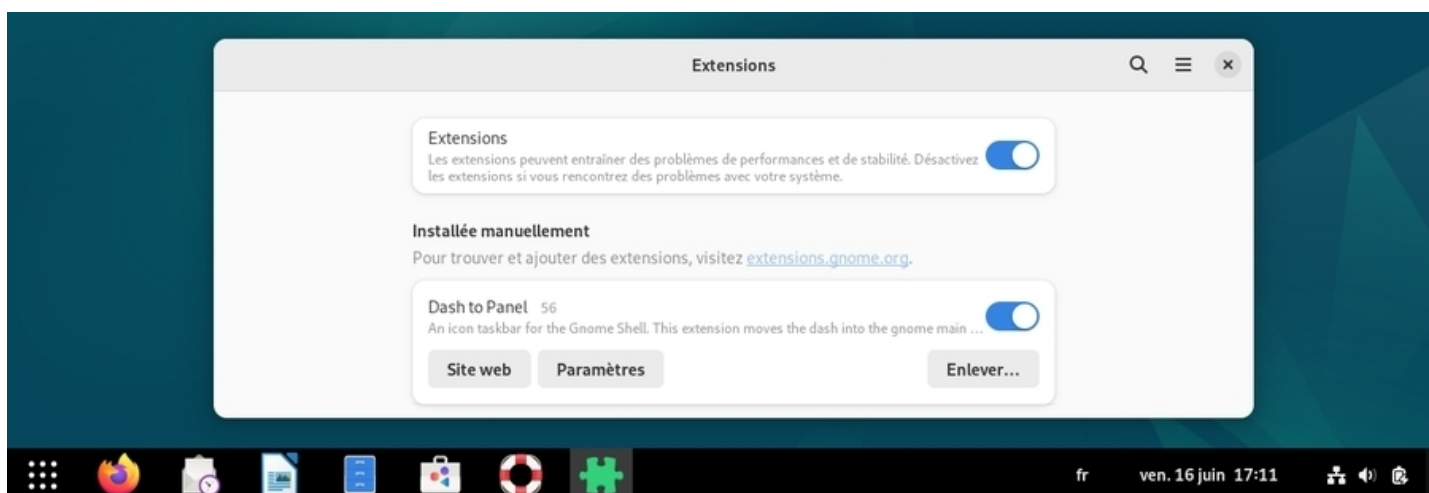 Extensions
Extensions
Les extensions peuvent entraîner des problèmes de performances et de stabilité. Désactivez
les extensions si vous rencontrez des problèmes avec votre système.
Installée manuellement
Pour trouver et ajouter des extensions, visitez extensions.gnome.org.
Dash to Panel 56
An icon taskbar for the Gnome Shell. This extension moves the dash into the gnome main ...
Site web Paramètres Enlever...
fr ven. 16 juin 17:11